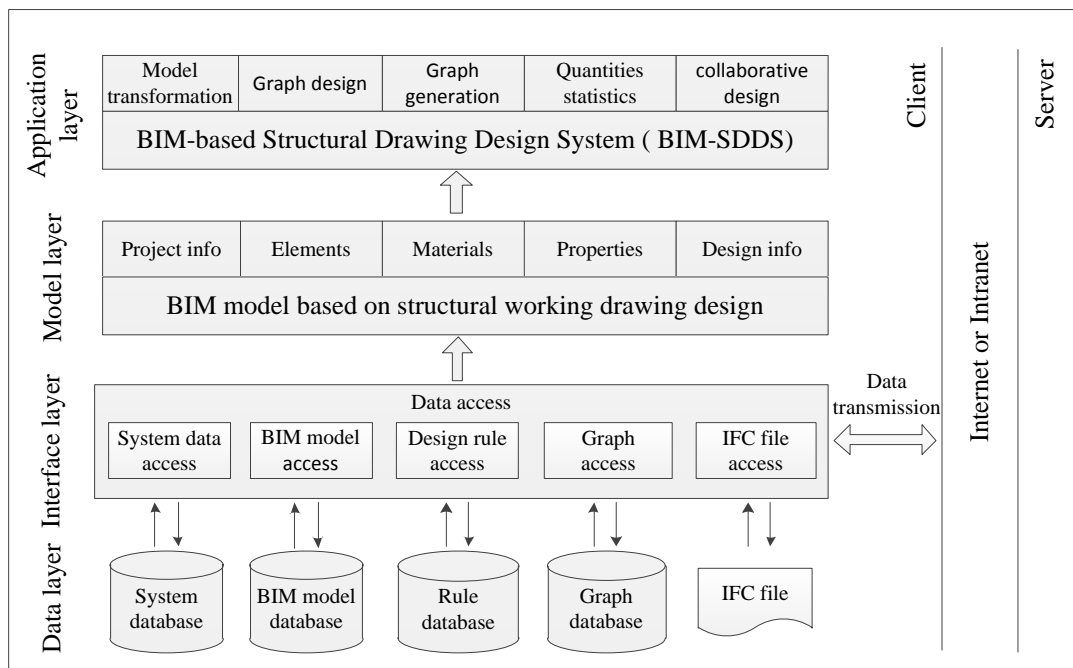 Application
layer
Model
transformation
Graph design
Graph
generation
Quantities
statistics
collaborative
design
BIM-based Structural Drawing Design System ( BIM-SDDS)
Model layer
Project info
Elements
Materials
Properties
Design info
BIM model based on structural working drawing design
Interface layer
Data access
System data
access
BIM model
access
Design rule
access
Graph
access
IFC file
access
Data layer
System
database
BIM model
database
Rule
database
Graph
database
IFC file
Data
transmission
Client
Internet or Intranet
Server